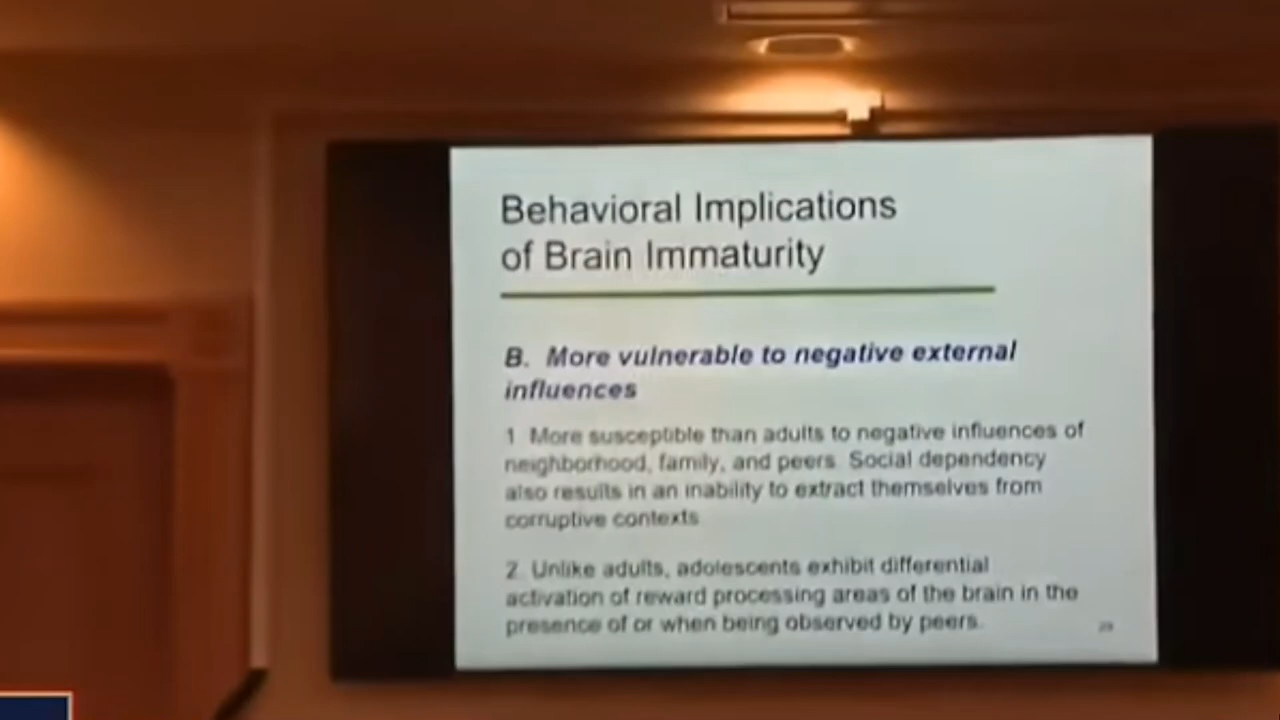 Behavioral Implications
of Brain Immaturity
B. More vulnerable to negative external
influences
1 More susceptible than adults to negative influences of
neighborhood, family, and peers. Social dependency
also results in an inability to extract themselves from
corruptive contexts
2. Unlike adults, adolescents exhibit differential
activation of reward processing areas of the brain in the
presence of or when being observed by peers.